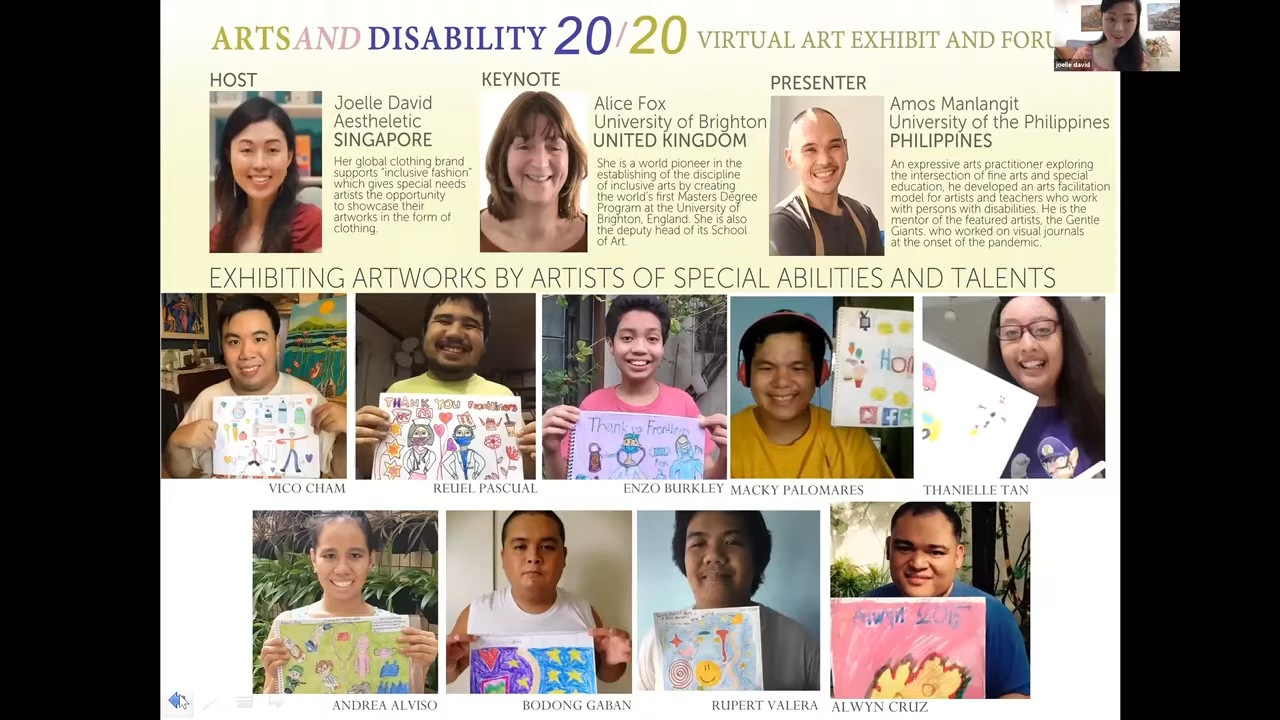 ARTS AND DISABILITY 20/20 VIRTUAL ART EXHIBIT AND
joelle david
HOST
Joelle David
Aestheletic
SINGAPORE
Her global clothing brand
supports "inclusive fashion"
which gives special needs
artists the opportunity
to showcase their
artworks in the form of
clothing.
KEYNOTE
Alice Fox
University of Brighton
UNITED KINGDOM
She is a world pioneer in the
establishing of the discipline
of inclusive arts by creating
the world's first Masters Degree
Program at the University of
Brighton, England. She is also
the deputy head of its School
of Art.
PRESENTER
Amos Manlangit
University of the Philippines
PHILIPPINES
An expressive arts practitioner exploring
the intersection of fine arts and special
education, he developed an arts facilitation
model for artists and teachers who work
with persons with disabilities. He is the
mentor of the featured artists, the Gentle
Giants. who worked on visual journals
at the onset of the pandemic.
EXHIBITING ARTWORKS BY ARTISTS OF SPECIAL ABILITIES AND TALENTS
THANK YOU Frontliners
Thank you Frontliners
VICO CHAM
REUEL PASCUAL
ENZO BURKLEY
MACKY PALOMARES
THANIELLE TAN
ANDREA ALVISO
BODONG GABAN
RUPERT VALERA
ALWYN CRUZ